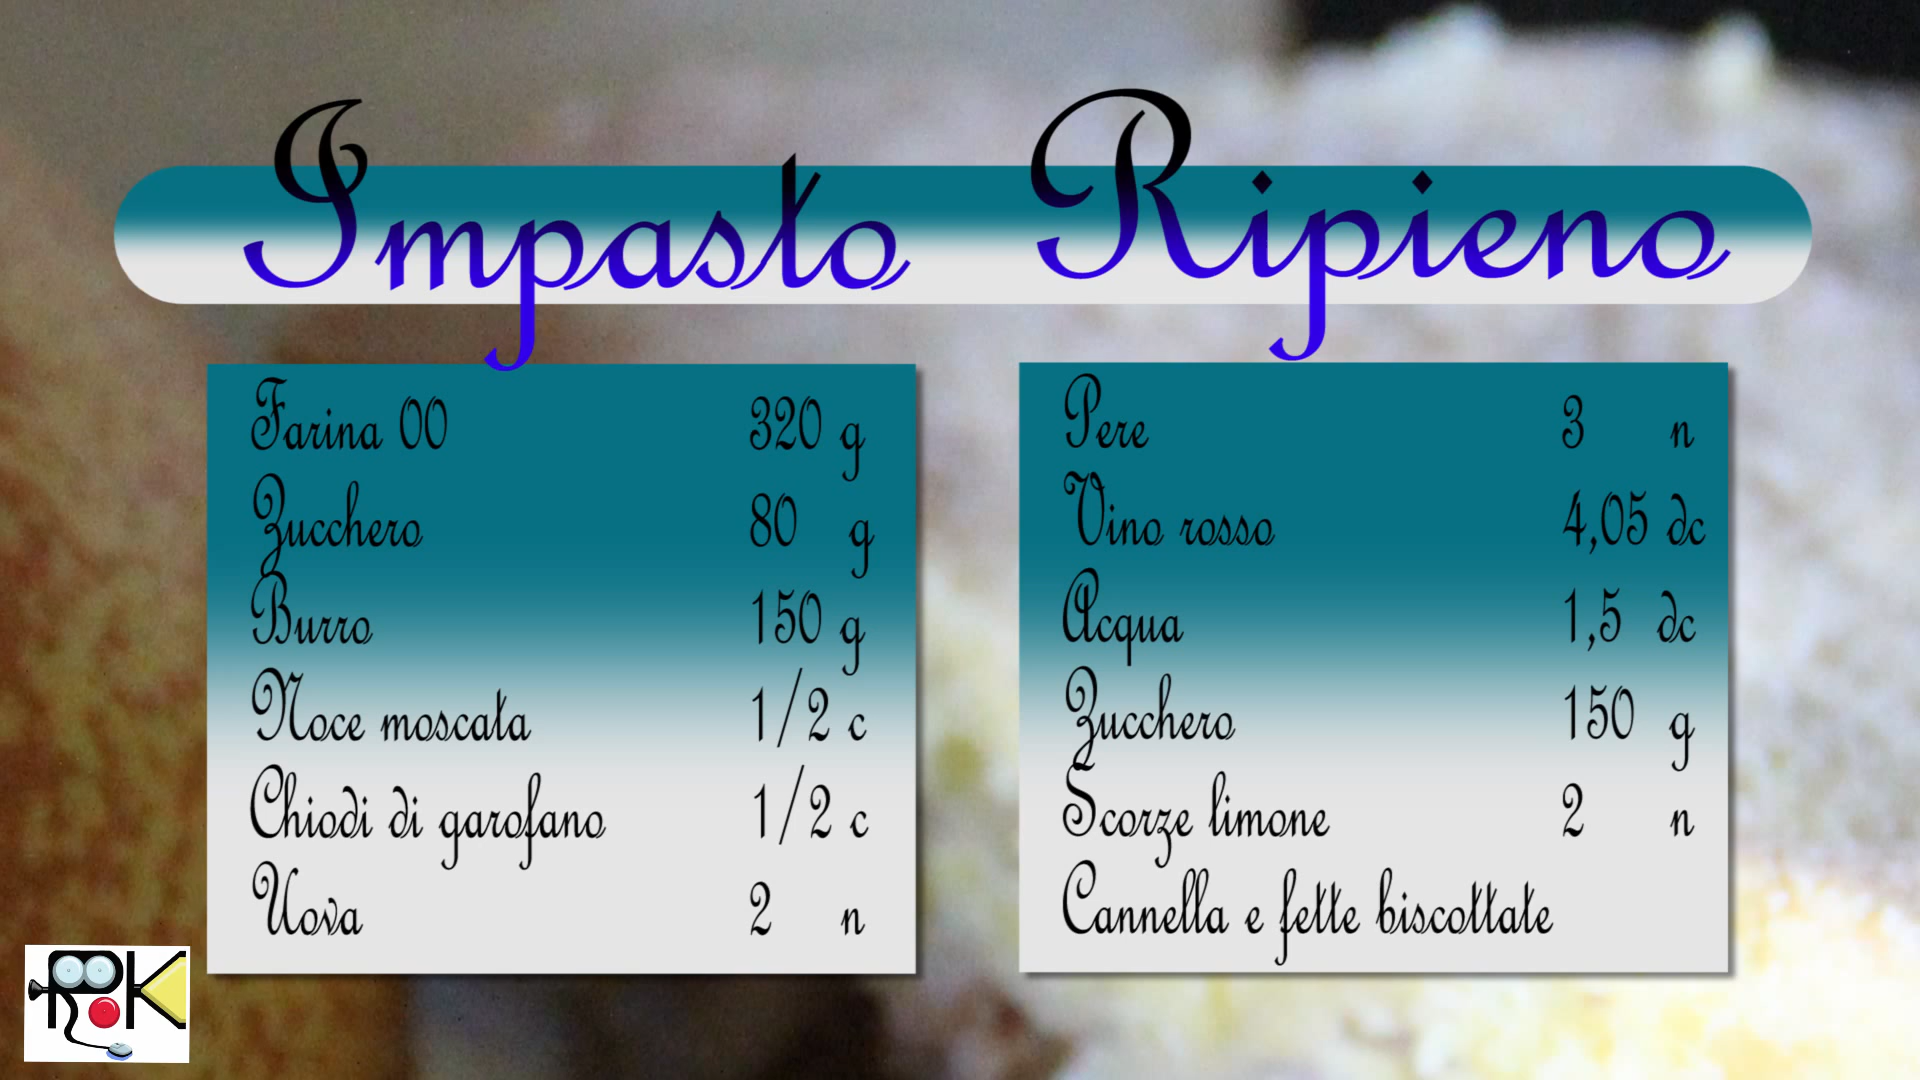 Impasto
Farina 00 320 g
Zucchero 80 g
Burro 150 g
Noce moscata 1/2 c
Chiodi di garofano 1/2 c
Uova 2 n
Ripieno
Pere 3 n
Vino rosso 4,05 dc
Acqua 1,5 dc
Zucchero 150 g
Scorze limone 2 n
Cannella e fette biscottate